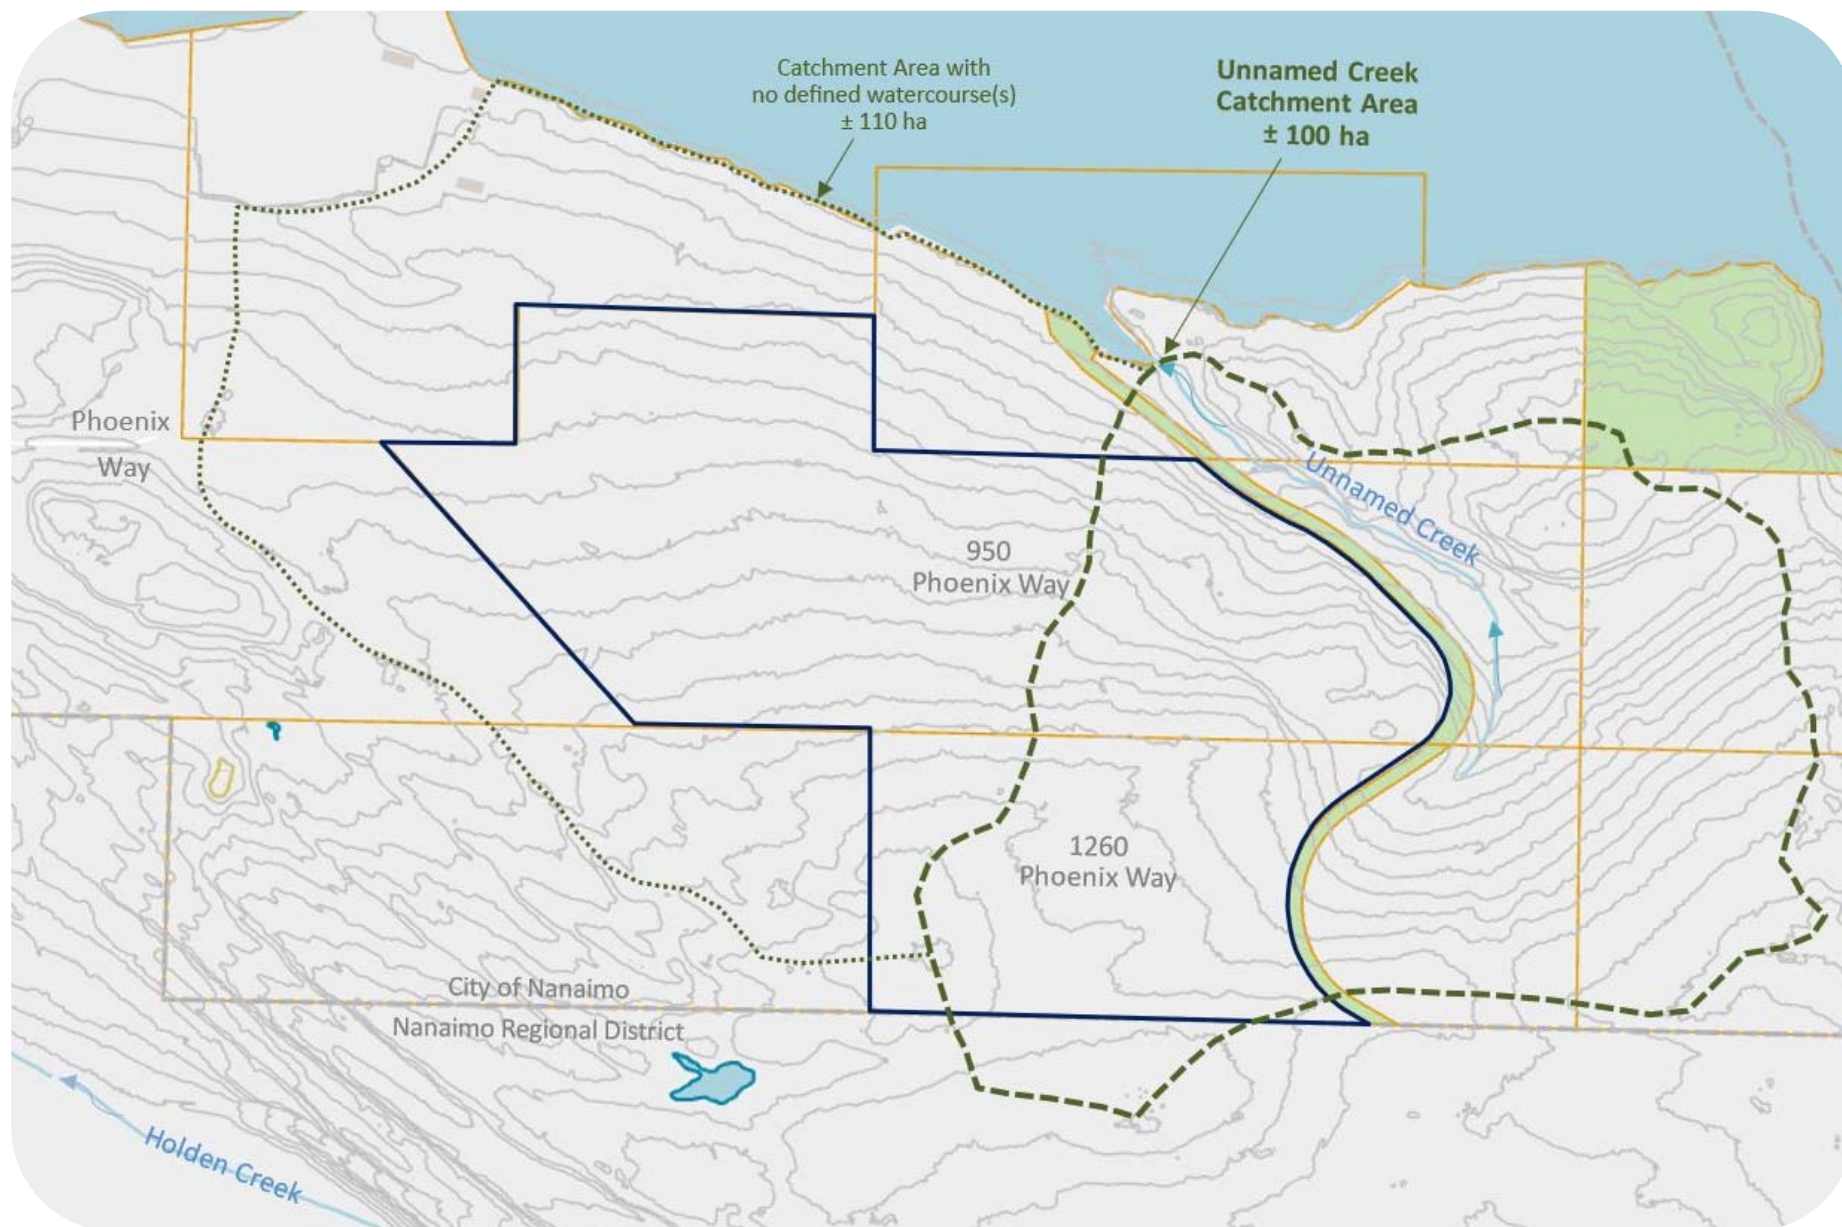 Catchment Area with
no defined watercourse(s)
± 110 ha
Unnamed Creek
Catchment Area
± 100 ha
Phoenix
Way
Unnamed Creek
950
Phoenix Way
1260
Phoenix Way
City of Nanaimo
Nanaimo Regional District
Holden Creek